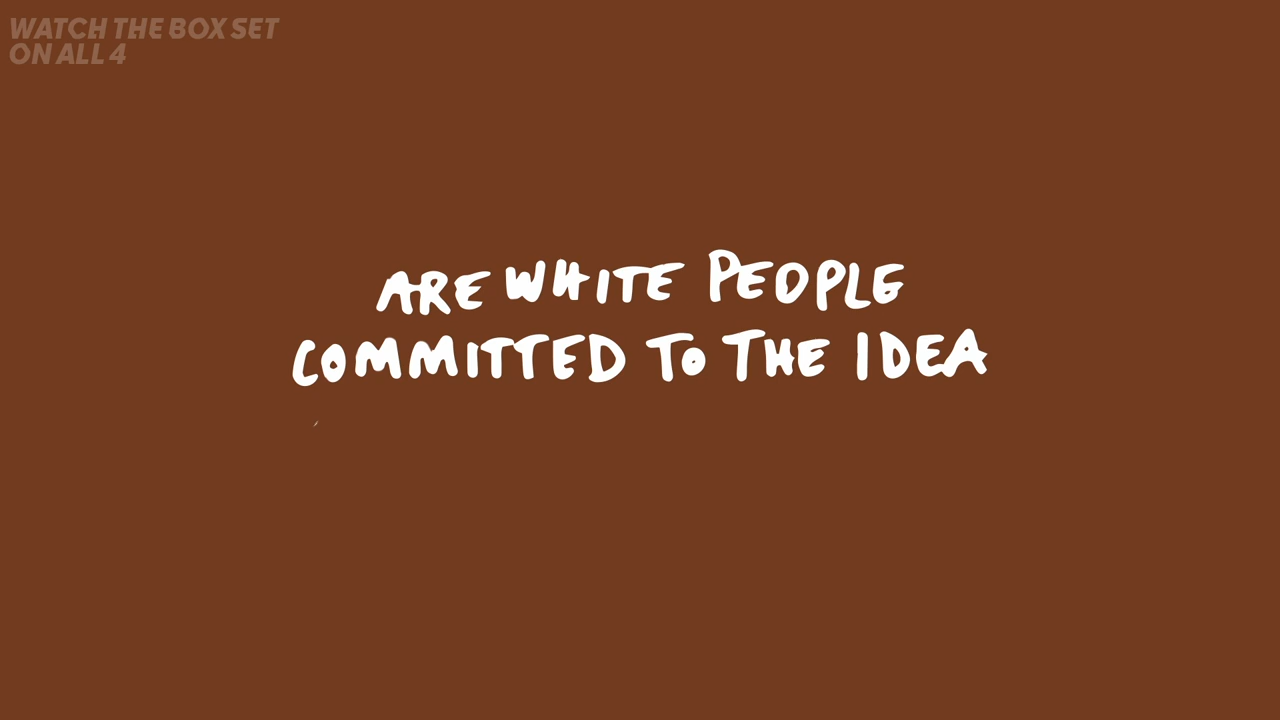 WATCH THE BOX SET
ON ALL 4
ARE WHITE PEOPLE
COMMITTED TO THE IDEA